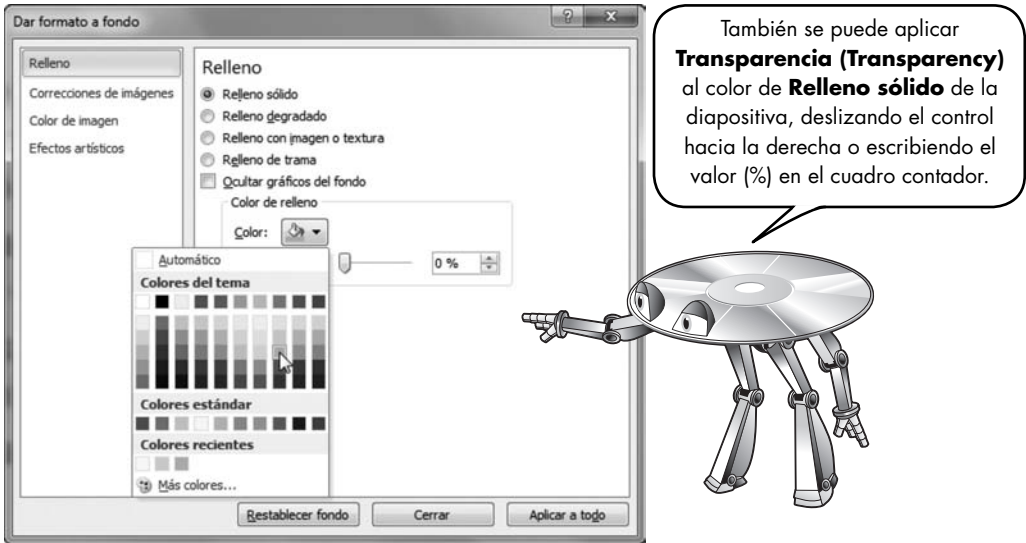 Dar formato a fondo
Relleno
Correcciones de imágenes
Color de imagen
Efectos artísticos
Relleno
Relleno sólido
Relleno degradado
Relleno con imagen o textura
Relleno de trama
Ocultar gráficos del fondo
Color de relleno
Color:
0 %
Automático
Colores del tema
Colores estándar
Colores recientes
Más colores...
Restablecer fondo
Cerrar
Aplicar a todo
También se puede aplicar
Transparencia (Transparency)
al color de Relleno sólido de la
diapositiva, deslizando el control
hacia la derecha o escribiendo el
valor (%) en el cuadro contador.